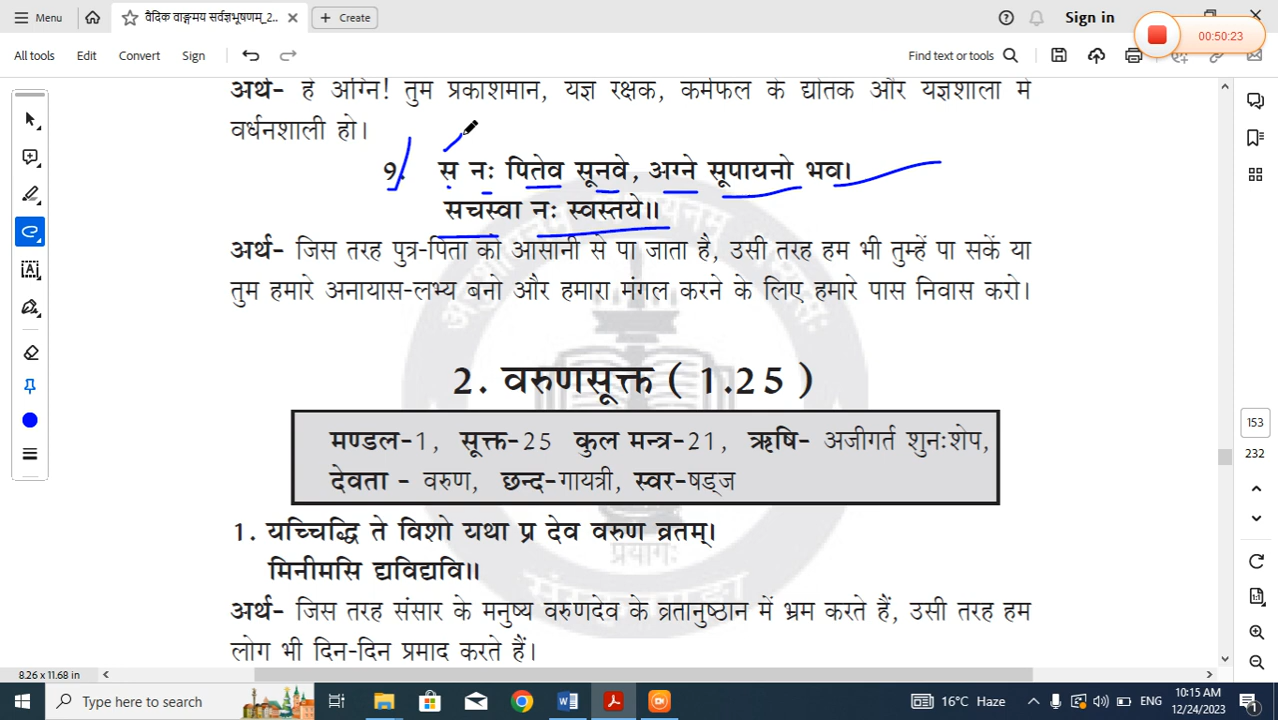 Menu
वैदिक वाङ्मय सर्वज्ञभूषणम्_2...
Create
Sign in
00:50:23
All tools Edit Convert Sign
Find text or tools
अर्थ- हे अग्नि! तुम प्रकाशमान, यज्ञ रक्षक, कर्मफल के द्योतक और यज्ञशाला में
वर्धनशाली हो।
9. स नः पितेव सूनवे, अग्ने सूपायनो भव।
सचस्वा नः स्वस्तये॥
अर्थ- जिस तरह पुत्र-पिता को आसानी से पा जाता है, उसी तरह हम भी तुम्हें पा सकें या
तुम हमारे अनायास-लभ्य बनो और हमारा मंगल करने के लिए हमारे पास निवास करो।
2. वरुणसूक्त ( 1.25 )
मण्डल-1, सूक्त-25 कुल मन्त्र-21, ऋषि- अजीगर्त शुनःशेप,
देवता - वरुण, छन्द-गायत्री, स्वर-षड्ज
1. यच्चिद्धि ते विशो यथा प्र देव वरुण व्रतम्।
मिनीमसि द्यविद्यवि॥
प्रयागः
अर्थ- जिस तरह संसार के मनुष्य वरुणदेव के व्रतानुष्ठान में भ्रम करते हैं, उसी तरह हम
लोग भी दिन-दिन प्रमाद करते हैं।
153
232
8.26 x 11.68 in
Type here to search
16°C Haze
ENG
10:15 AM
12/24/2023